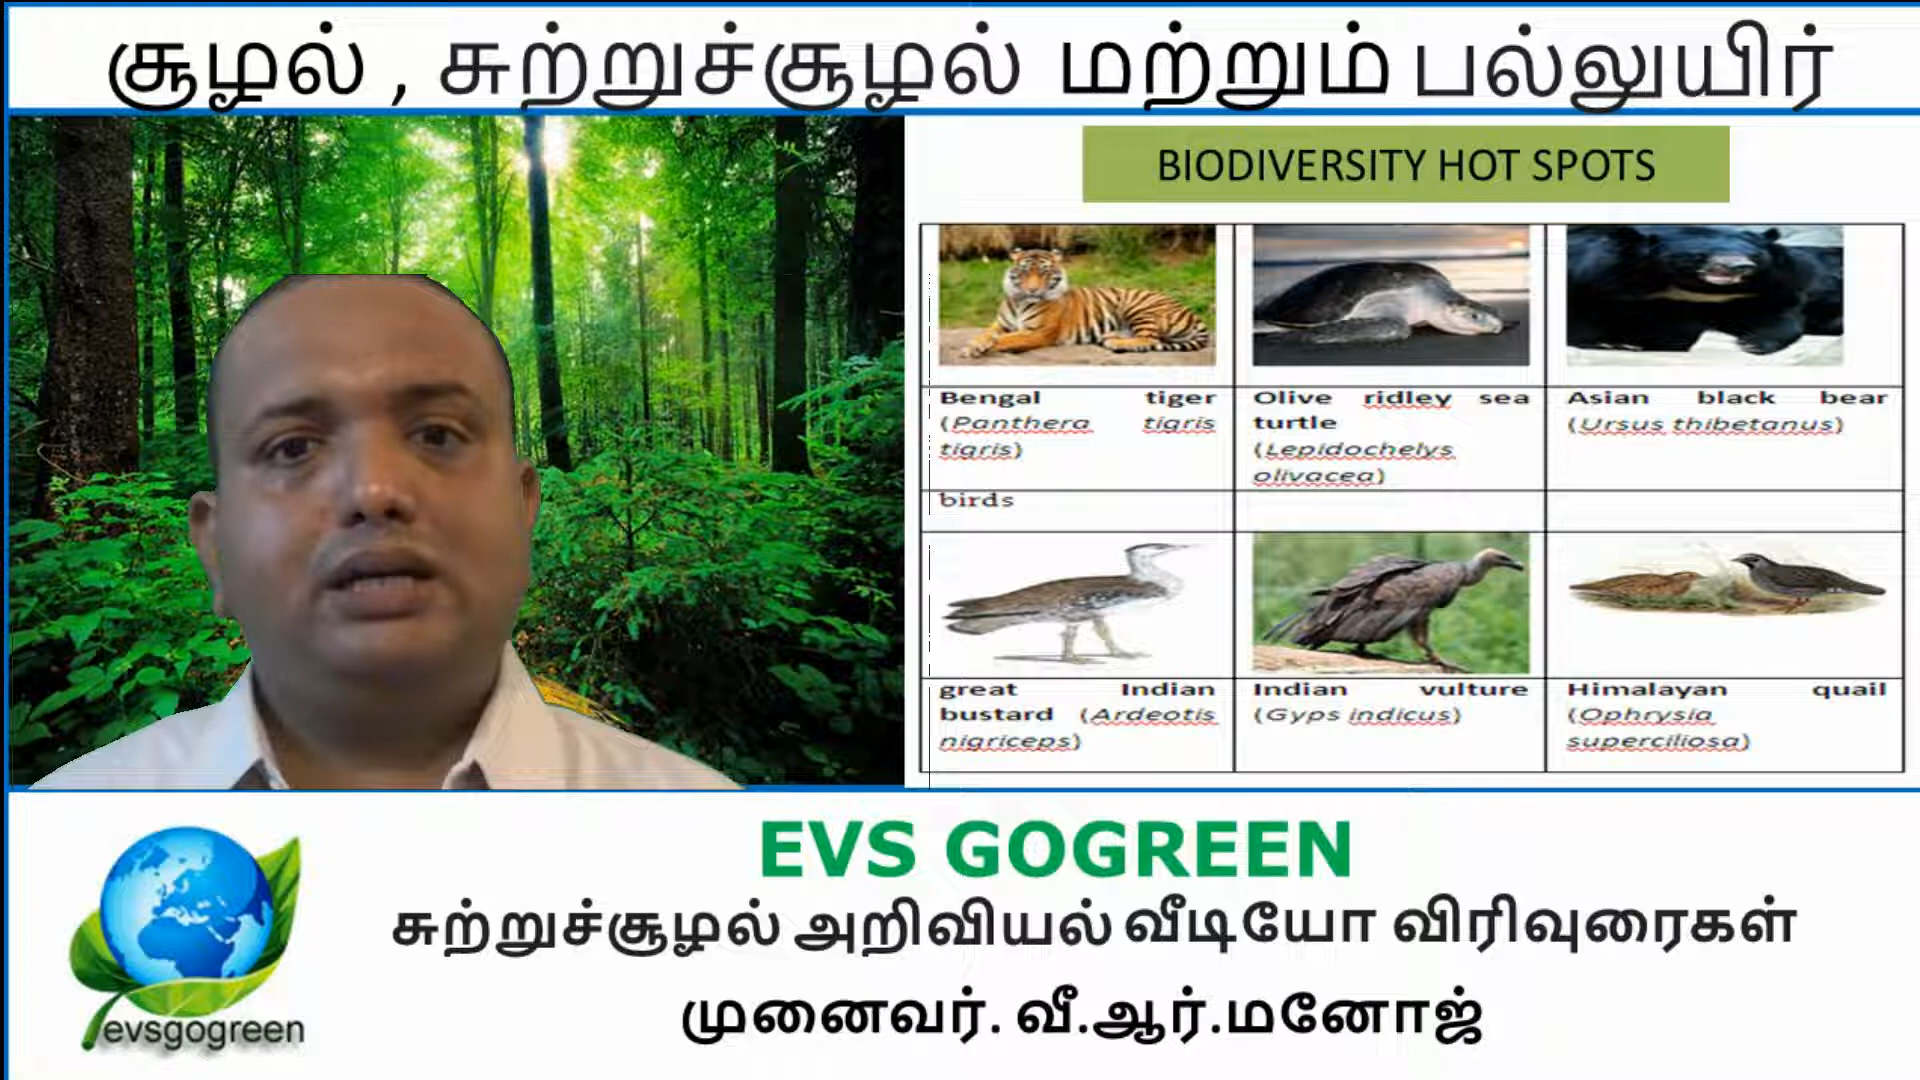 சூழல் , சுற்றுச்சூழல் மற்றும் பல்லுயிர்
BIODIVERSITY HOT SPOTS
Bengal tiger
(Panthera tigris
tigris)
Olive ridley sea
turtle
(Lepidochelys
olivacea)
Asian black bear
(Ursus thibetanus)
birds
great Indian
bustard (Ardeotis
nigriceps)
Indian vulture
(Gyps indicus)
Himalayan quail
(Ophrysia
superciliosa)
EVS GOGREEN
சுற்றுச்சூழல் அறிவியல் வீடியோ விரிவுரைகள்
முனைவர். வீ.ஆர்.மனோஜ்
evsgogreen